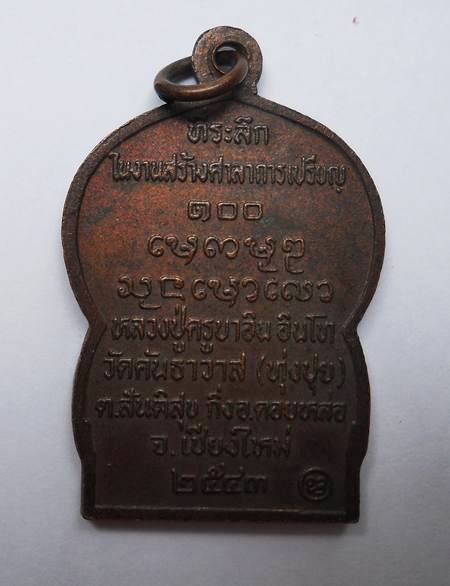 ที่ระลึก
ในงานสร้างศาลาการเปรียญ
๑๐๐
หลวงปู่ครูบาอิน อินโท
วัดคันธาวาส (ทุ่งปุย)
ต.สันติสุข กิ่งอ.ดอยหล่อ
จ.เชียงใหม่
๒๕๔๓